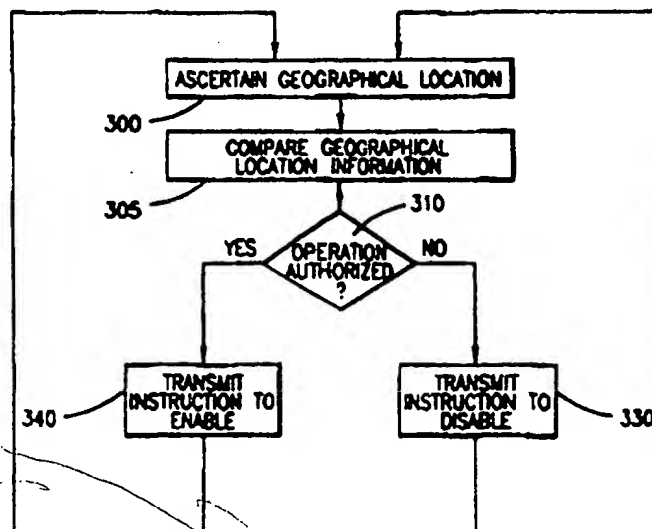 ASCERTAIN GEOGRAPHICAL LOCATION
300
COMPARE GEOGRAPHICAL
LOCATION INFORMATION
305
310
YES
OPERATION
AUTHORIZED
?
NO
TRANSMIT
INSTRUCTION TO
ENABLE
340
TRANSMIT
INSTRUCTION TO
DISABLE
330